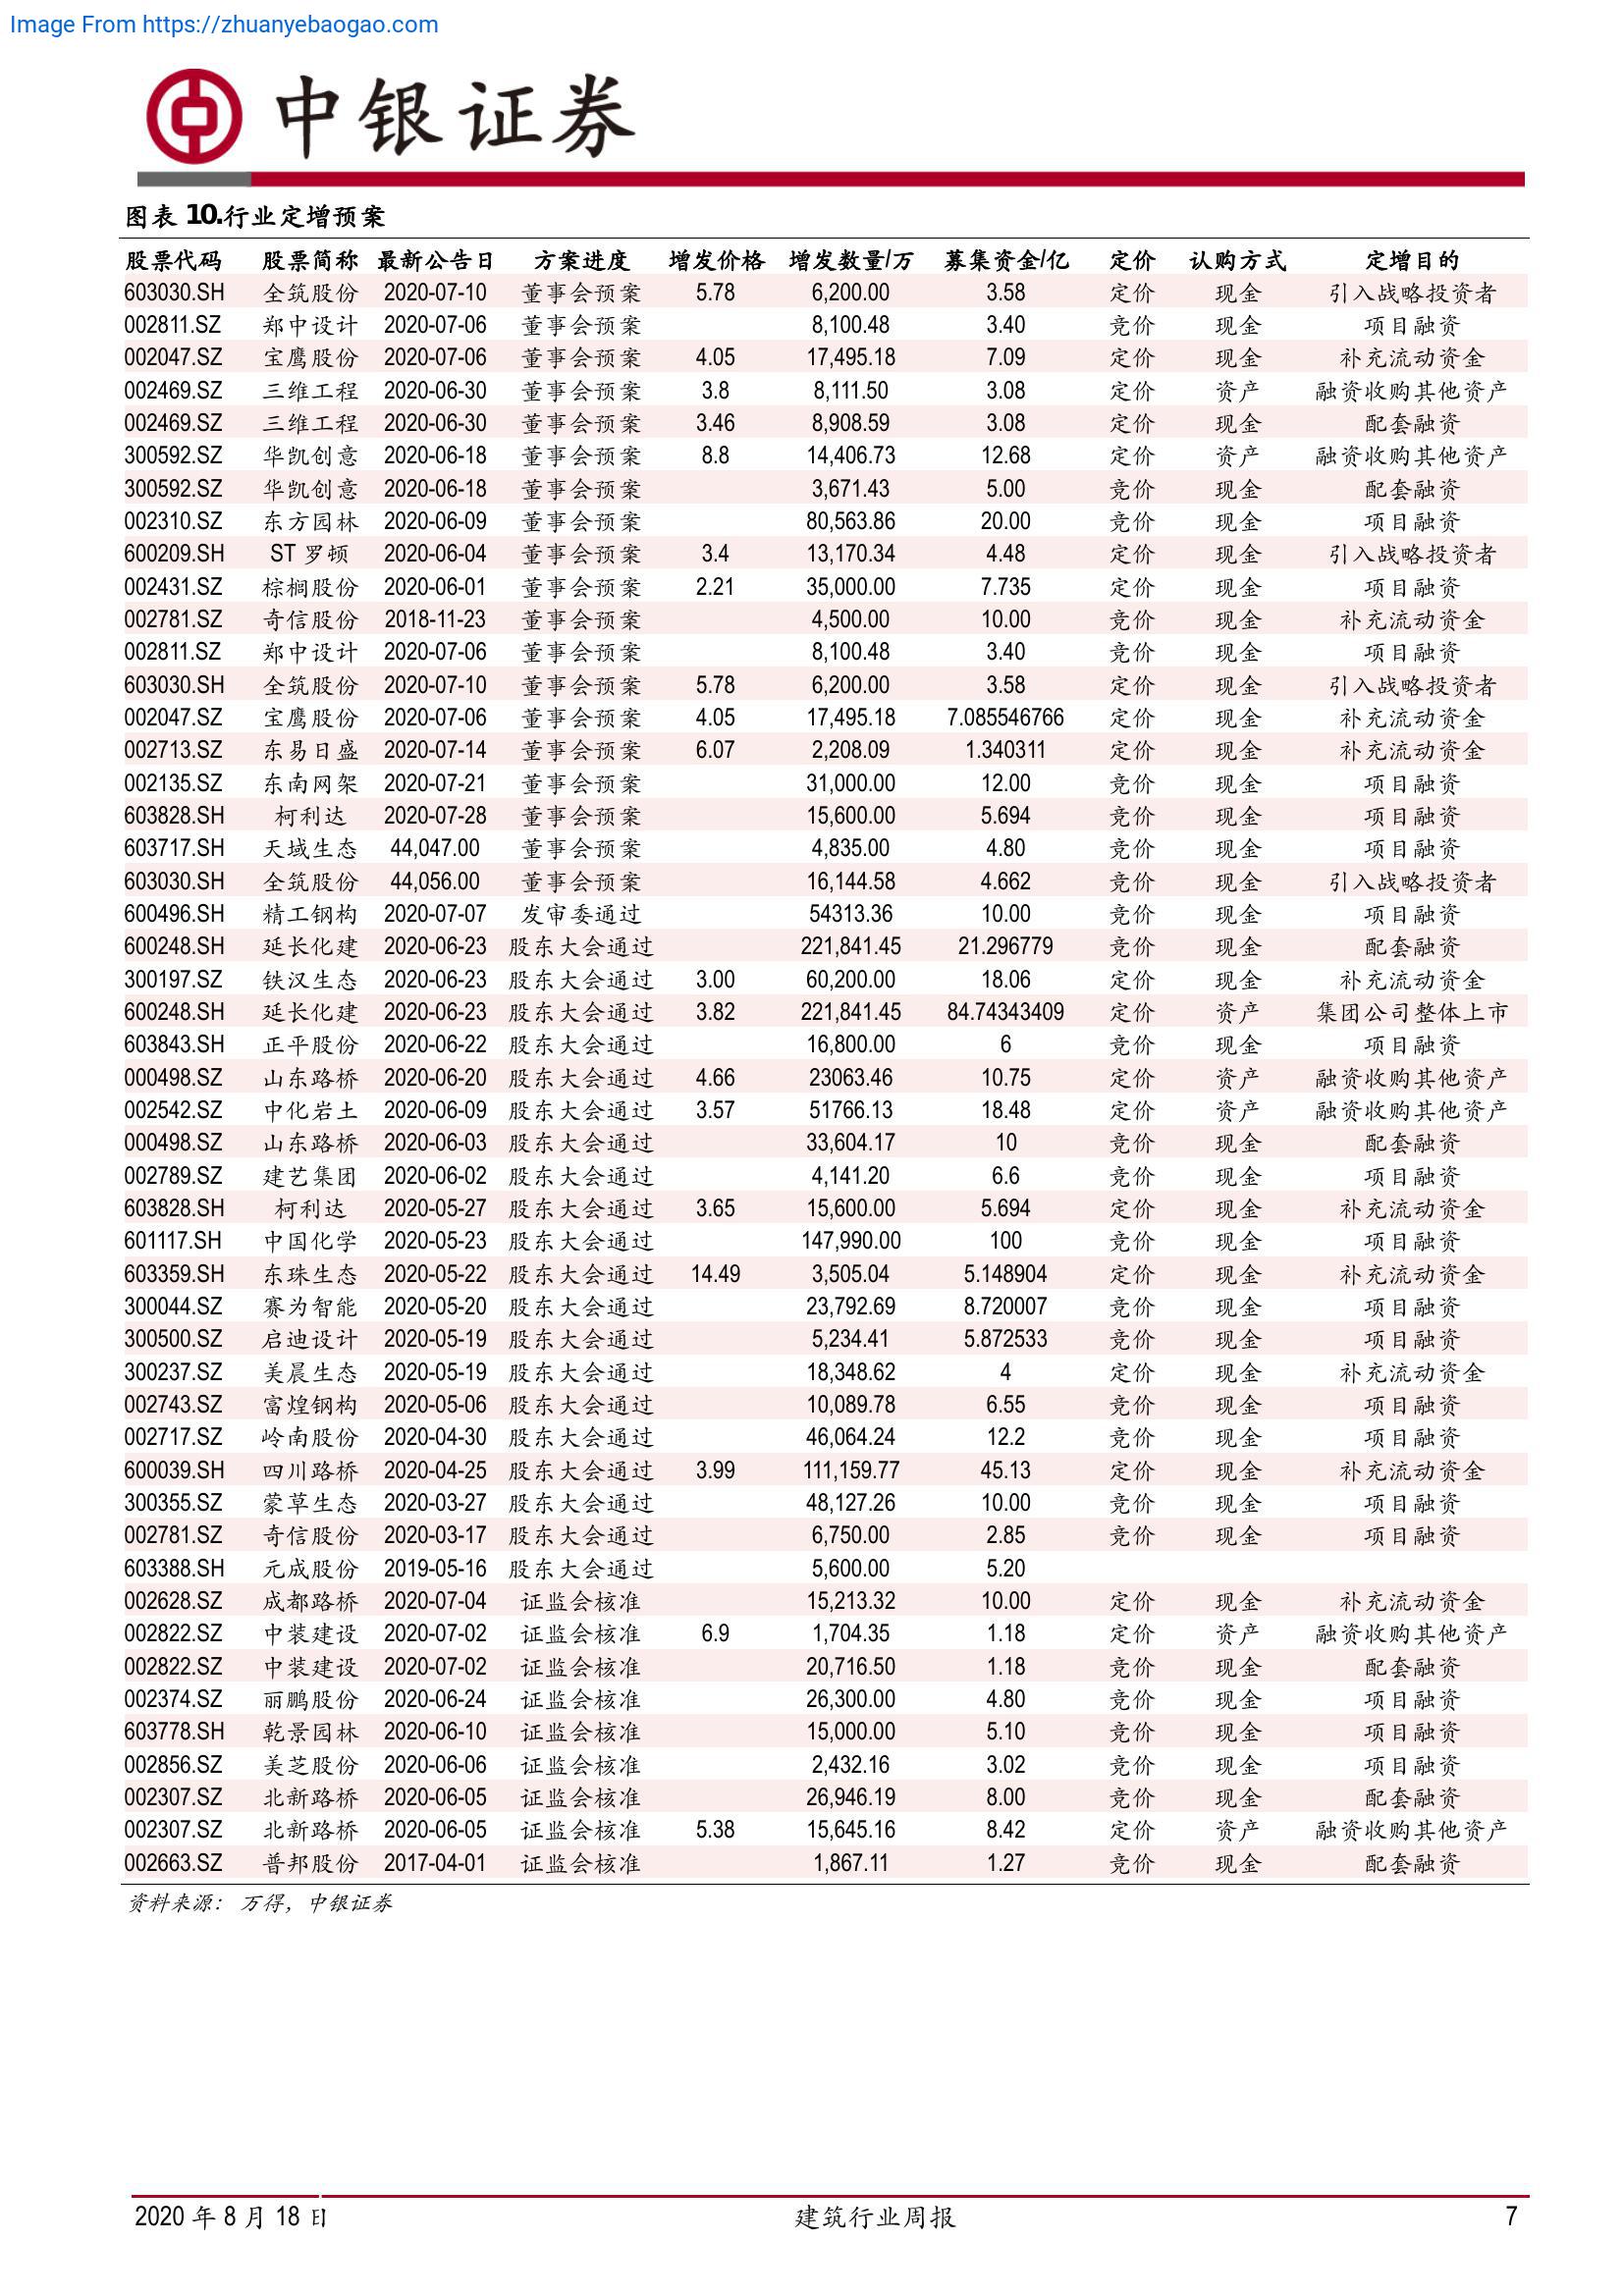 Image From https://zhuanyebaogao.com
中银证券
图表 10.行业定增预案
股票代码 股票简称 最新公告日 方案进度 增发价格 增发数量/万 募集资金/亿 定价 认购方式 定增目的
603030.SH 全筑股份 2020-07-10 董事会预案 5.78 6,200.00 3.58 定价 现金 引入战略投资者
002811.SZ 郑中设计 2020-07-06 董事会预案 8,100.48 3.40 竞价 现金 项目融资
002047.SZ 宝鹰股份 2020-07-06 董事会预案 4.05 17,495.18 7.09 定价 现金 补充流动资金
002469.SZ 三维工程 2020-06-30 董事会预案 3.8 8,111.50 3.08 定价 资产 融资收购其他资产
002469.SZ 三维工程 2020-06-30 董事会预案 3.46 8,908.59 3.08 定价 现金 配套融资
300592.SZ 华凯创意 2020-06-18 董事会预案 8.8 14,406.73 12.68 定价 资产 融资收购其他资产
300592.SZ 华凯创意 2020-06-18 董事会预案 3,671.43 5.00 竞价 现金 配套融资
002310.SZ 东方园林 2020-06-09 董事会预案 80,563.86 20.00 竞价 现金 项目融资
600209.SH ST 罗顿 2020-06-04 董事会预案 3.4 13,170.34 4.48 定价 现金 引入战略投资者
002431.SZ 棕榈股份 2020-06-01 董事会预案 2.21 35,000.00 7.735 定价 现金 项目融资
002781.SZ 奇信股份 2018-11-23 董事会预案 4,500.00 10.00 竞价 现金 补充流动资金
002811.SZ 郑中设计 2020-07-06 董事会预案 8,100.48 3.40 竞价 现金 项目融资
603030.SH 全筑股份 2020-07-10 董事会预案 5.78 6,200.00 3.58 定价 现金 引入战略投资者
002047.SZ 宝鹰股份 2020-07-06 董事会预案 4.05 17,495.18 7.085546766 定价 现金 补充流动资金
002713.SZ 东易日盛 2020-07-14 董事会预案 6.07 2,208.09 1.340311 定价 现金 补充流动资金
002135.SZ 东南网架 2020-07-21 董事会预案 31,000.00 12.00 竞价 现金 项目融资
603828.SH 柯利达 2020-07-28 董事会预案 15,600.00 5.694 竞价 现金 项目融资
603717.SH 天域生态 44,047.00 董事会预案 4,835.00 4.80 竞价 现金 项目融资
603030.SH 全筑股份 44,056.00 董事会预案 16,144.58 4.662 竞价 现金 引入战略投资者
600496.SH 精工钢构 2020-07-07 发审委通过 54313.36 10.00 竞价 现金 项目融资
600248.SH 延长化建 2020-06-23 股东大会通过 221,841.45 21.296779 竞价 现金 配套融资
300197.SZ 铁汉生态 2020-06-23 股东大会通过 3.00 60,200.00 18.06 定价 现金 补充流动资金
600248.SH 延长化建 2020-06-23 股东大会通过 3.82 221,841.45 84.74343409 定价 资产 集团公司整体上市
603843.SH 正平股份 2020-06-22 股东大会通过 16,800.00 6 竞价 现金 项目融资
000498.SZ 山东路桥 2020-06-20 股东大会通过 4.66 23063.46 10.75 定价 资产 融资收购其他资产
002542.SZ 中化岩土 2020-06-09 股东大会通过 3.57 51766.13 18.48 定价 资产 融资收购其他资产
000498.SZ 山东路桥 2020-06-03 股东大会通过 33,604.17 10 竞价 现金 配套融资
002789.SZ 建艺集团 2020-06-02 股东大会通过 4,141.20 6.6 竞价 现金 项目融资
603828.SH 柯利达 2020-05-27 股东大会通过 3.65 15,600.00 5.694 定价 现金 补充流动资金
601117.SH 中国化学 2020-05-23 股东大会通过 147,990.00 100 竞价 现金 项目融资
603359.SH 东珠生态 2020-05-22 股东大会通过 14.49 3,505.04 5.148904 定价 现金 补充流动资金
300044.SZ 赛为智能 2020-05-20 股东大会通过 23,792.69 8.720007 竞价 现金 项目融资
300500.SZ 启迪设计 2020-05-19 股东大会通过 5,234.41 5.872533 竞价 现金 项目融资
300237.SZ 美晨生态 2020-05-19 股东大会通过 18,348.62 4 定价 现金 补充流动资金
002743.SZ 富煌钢构 2020-05-06 股东大会通过 10,089.78 6.55 竞价 现金 项目融资
002717.SZ 岭南股份 2020-04-30 股东大会通过 46,064.24 12.2 竞价 现金 项目融资
600039.SH 四川路桥 2020-04-25 股东大会通过 3.99 111,159.77 45.13 定价 现金 补充流动资金
300355.SZ 蒙草生态 2020-03-27 股东大会通过 48,127.26 10.00 竞价 现金 项目融资
002781.SZ 奇信股份 2020-03-17 股东大会通过 6,750.00 2.85 竞价 现金 项目融资
603388.SH 元成股份 2019-05-16 股东大会通过 5,600.00 5.20
002628.SZ 成都路桥 2020-07-04 证监会核准 15,213.32 10.00 定价 现金 补充流动资金
002822.SZ 中装建设 2020-07-02 证监会核准 6.9 1,704.35 1.18 定价 资产 融资收购其他资产
002822.SZ 中装建设 2020-07-02 证监会核准 20,716.50 1.18 竞价 现金 配套融资
002374.SZ 丽鹏股份 2020-06-24 证监会核准 26,300.00 4.80 竞价 现金 项目融资
603778.SH 乾景园林 2020-06-10 证监会核准 15,000.00 5.10 竞价 现金 项目融资
002856.SZ 美芝股份 2020-06-06 证监会核准 2,432.16 3.02 竞价 现金 项目融资
002307.SZ 北新路桥 2020-06-05 证监会核准 26,946.19 8.00 竞价 现金 配套融资
002307.SZ 北新路桥 2020-06-05 证监会核准 5.38 15,645.16 8.42 定价 资产 融资收购其他资产
002663.SZ 普邦股份 2017-04-01 证监会核准 1,867.11 1.27 竞价 现金 配套融资
资料来源： 万得，中银证券
2020 年 8 月 18 日 建筑行业周报 7